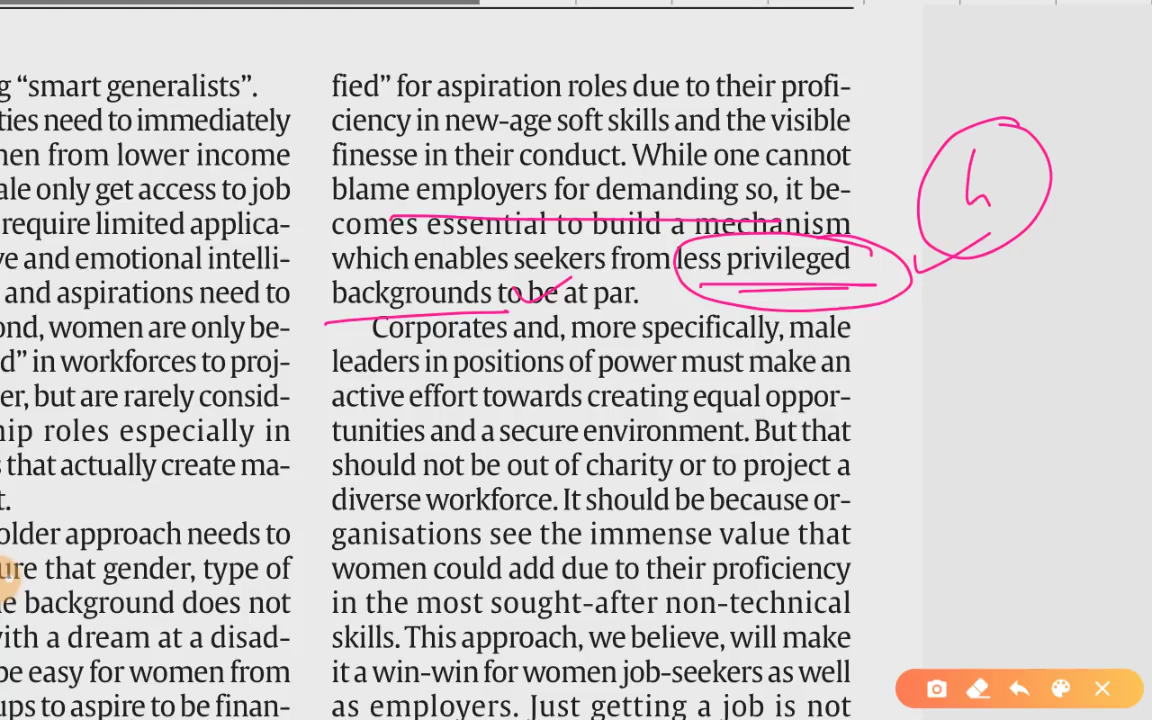 g “smart generalists”.
ties need to immediately
men from lower income
ale only get access to job
require limited applica-
ve and emotional intelli-
and aspirations need to
ond, women are only be-
d” in workforces to proj-
er, but are rarely consid-
hip roles especially in
s that actually create ma-
t.
older approach needs to
ure that gender, type of
e background does not
with a dream at a disad-
be easy for women from
ups to aspire to be finan-
fied” for aspiration roles due to their profi-
ciency in new-age soft skills and the visible
finesse in their conduct. While one cannot
blame employers for demanding so, it be-
comes essential to build a mechanism
which enables seekers from less privileged
backgrounds to be at par.
Corporates and, more specifically, male
leaders in positions of power must make an
active effort towards creating equal oppor-
tunities and a secure environment. But that
should not be out of charity or to project a
diverse workforce. It should be because or-
ganisations see the immense value that
women could add due to their proficiency
in the most sought-after non-technical
skills. This approach, we believe, will make
it a win-win for women job-seekers as well
as employers. Just getting a job is not